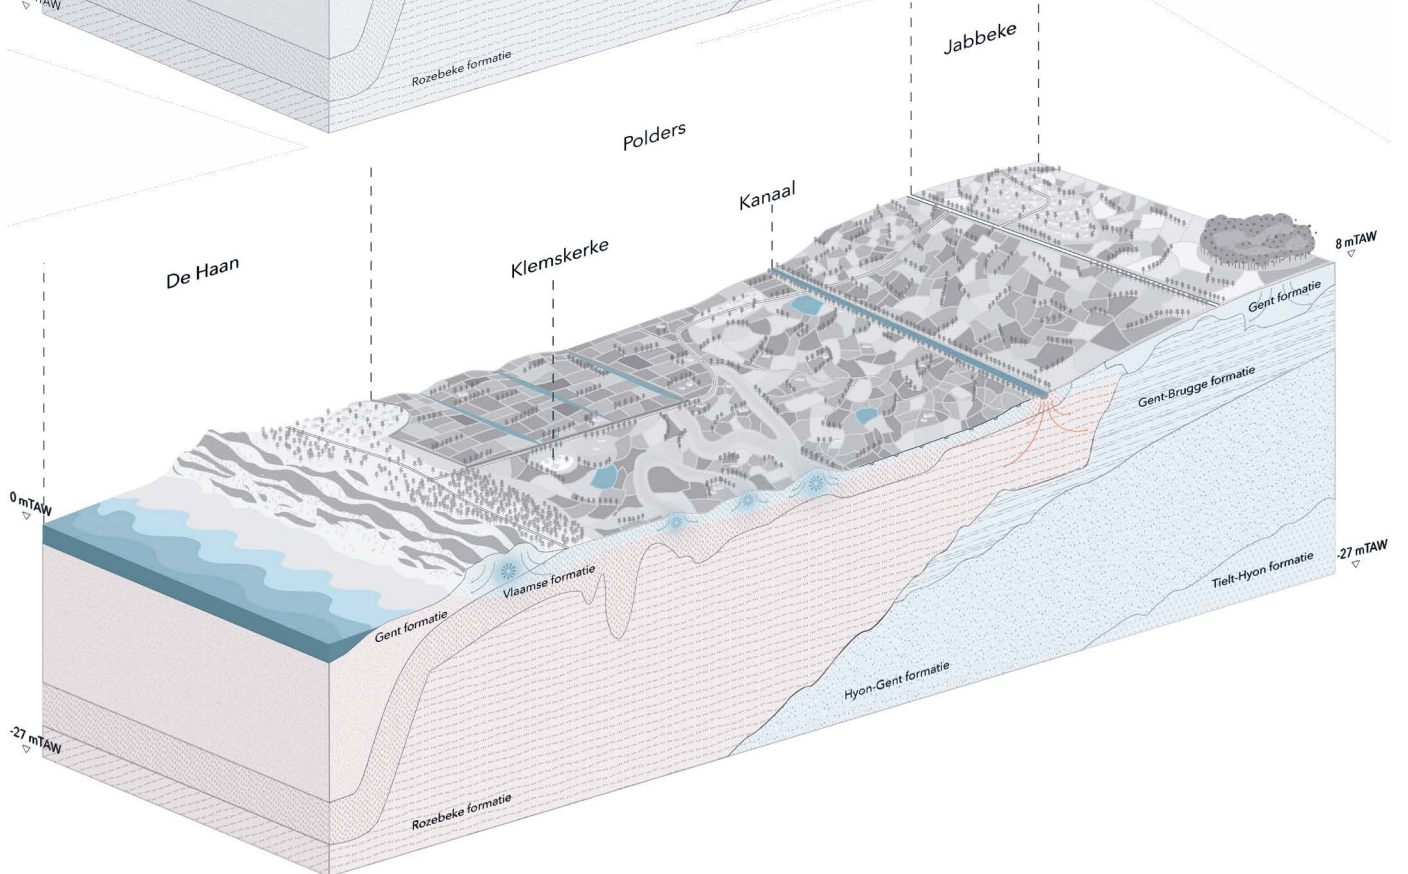 TAW
Rozebeke formatie
Jabbeke
Polders
Kanaal
Klemskerke
De Haan
8 mTAW
Gent formatie
Gent-Brugge formatie
0 mTAW
Vlaamse formatie
Gent formatie
-27 mTAW
Tielt-Hyon formatie
Hyon-Gent formatie
-27 mTAW
Rozebeke formatie